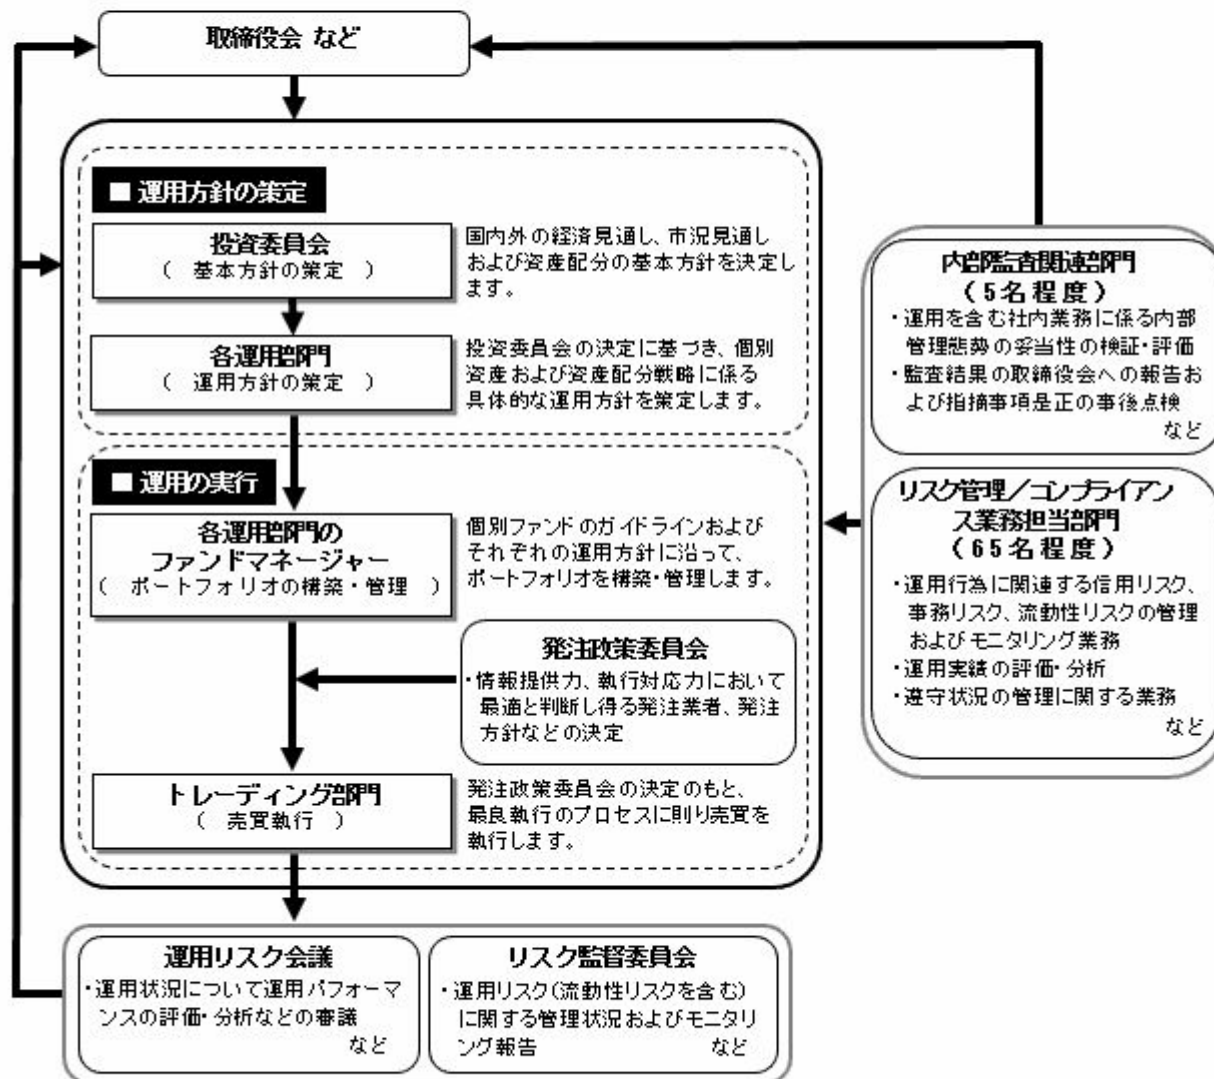 取締役会 など
■ 運用方針の策定
投資委員会
（ 基本方針の策定 ）
国内外の経済見通し、市況見通し
および資産配分の基本方針を決定し
ます。
各運用部門
（ 運用方針の策定 ）
投資委員会の決定に基づき、個別
資産および資産配分戦略に係る
具体的な運用方針を策定します。
■ 運用の実行
各運用部門の
ファンドマネージャー
（ ポートフォリオの構築・管理 ）
個別ファンドのガイドラインおよび
それぞれの運用方針に沿って、
ポートフォリオを構築・管理します。
発注政策委員会
・情報提供力、執行対応力において
最適と判断し得る発注業者、発注
方針などの決定
トレーディング部門
（ 売買執行 ）
発注政策委員会の決定のもと、
最良執行のプロセスに則り売買を
執行します。
運用リスク会議
・運用状況について運用パフォーマ
ンスの評価・分析などの審議
など
リスク監督委員会
・運用リスク（流動性リスクを含む）
に関する管理状況およびモニタリ
ング報告 など
内部監査関連部門
（5名程度）
・運用を含む社内業務に係る内部
管理態勢の妥当性の検証・評価
・監査結果の取締役会への報告お
よび指摘事項是正の事後点検
など
リスク管理／コンプライアン
ス業務担当部門
（65名程度）
・運用行為に関連する信用リスク、
事務リスク、流動性リスクの管理
およびモニタリング業務
・運用実績の評価・分析
・遵守状況の管理に関する業務
など